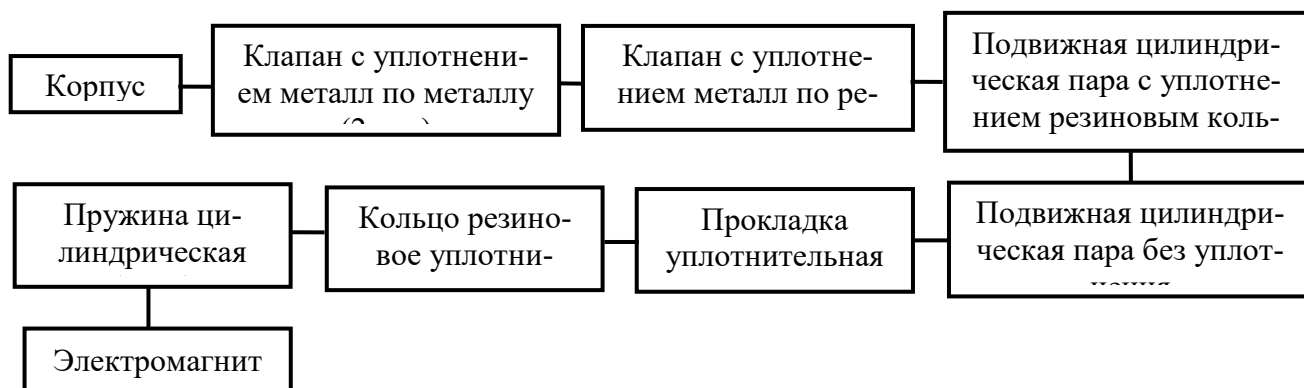 Корпус
Клапан с уплотнени-
ем металл по металлу
Клапан с уплотне-
нием металл по ре-
Подвижная цилиндри-
ческая пара с уплотне-
нием резиновым коль-
Пружина ци-
линдрическая
Кольцо резино-
вое уплотни-
Прокладка
уплотнительная
Подвижная цилиндри-
ческая пара без уплот-
Электромагнит